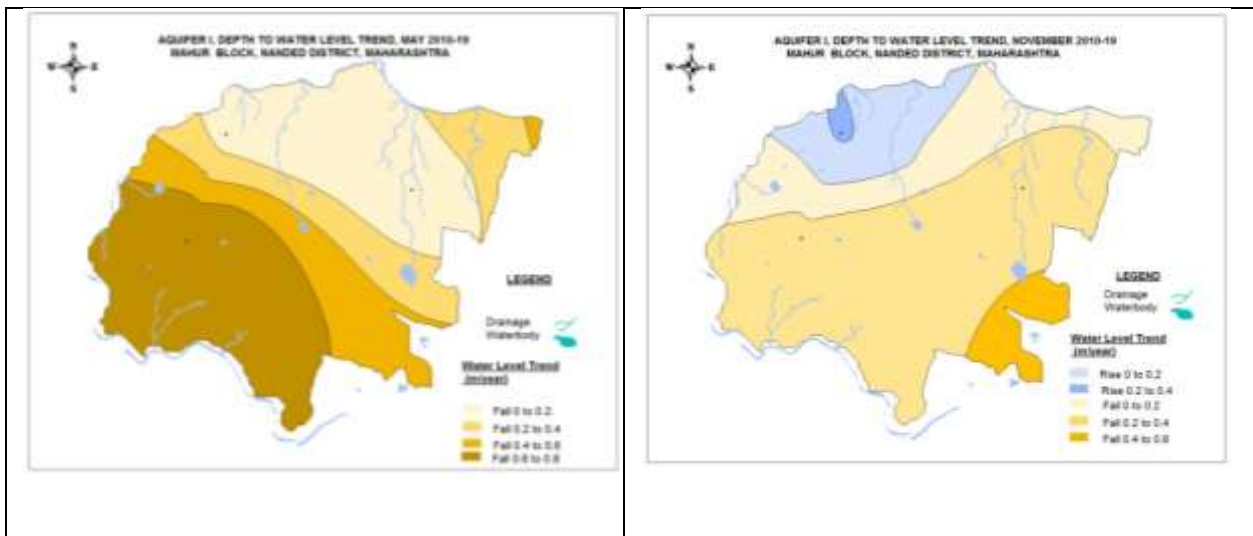 AQUIFER I, DEPTH TO WATER LEVEL TREND, MAY 2010-19
MAHUR BLOCK, NANDED DISTRICT, MAHARASHTRA
N
W E
S
LEGEND
Drainage
Waterbody
Water Level Trend
(m/year)
Fall 0 to 0.2
Fall 0.2 to 0.4
Fall 0.4 to 0.6
Fall 0.6 to 0.8
AQUIFER I, DEPTH TO WATER LEVEL TREND, NOVEMBER 2010-19
MAHUR BLOCK, NANDED DISTRICT, MAHARASHTRA
N
W E
S
LEGEND
Drainage
Waterbody
Water Level Trend
(m/year)
Rise 0 to 0.2
Rise 0.2 to 0.4
Fall 0 to 0.2
Fall 0.2 to 0.4
Fall 0.4 to 0.6